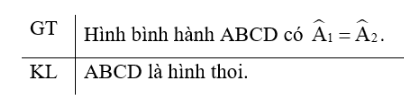 GT Hình bình hành ABCD có Â₁ = Â₂.
KL ABCD là hình thoi.